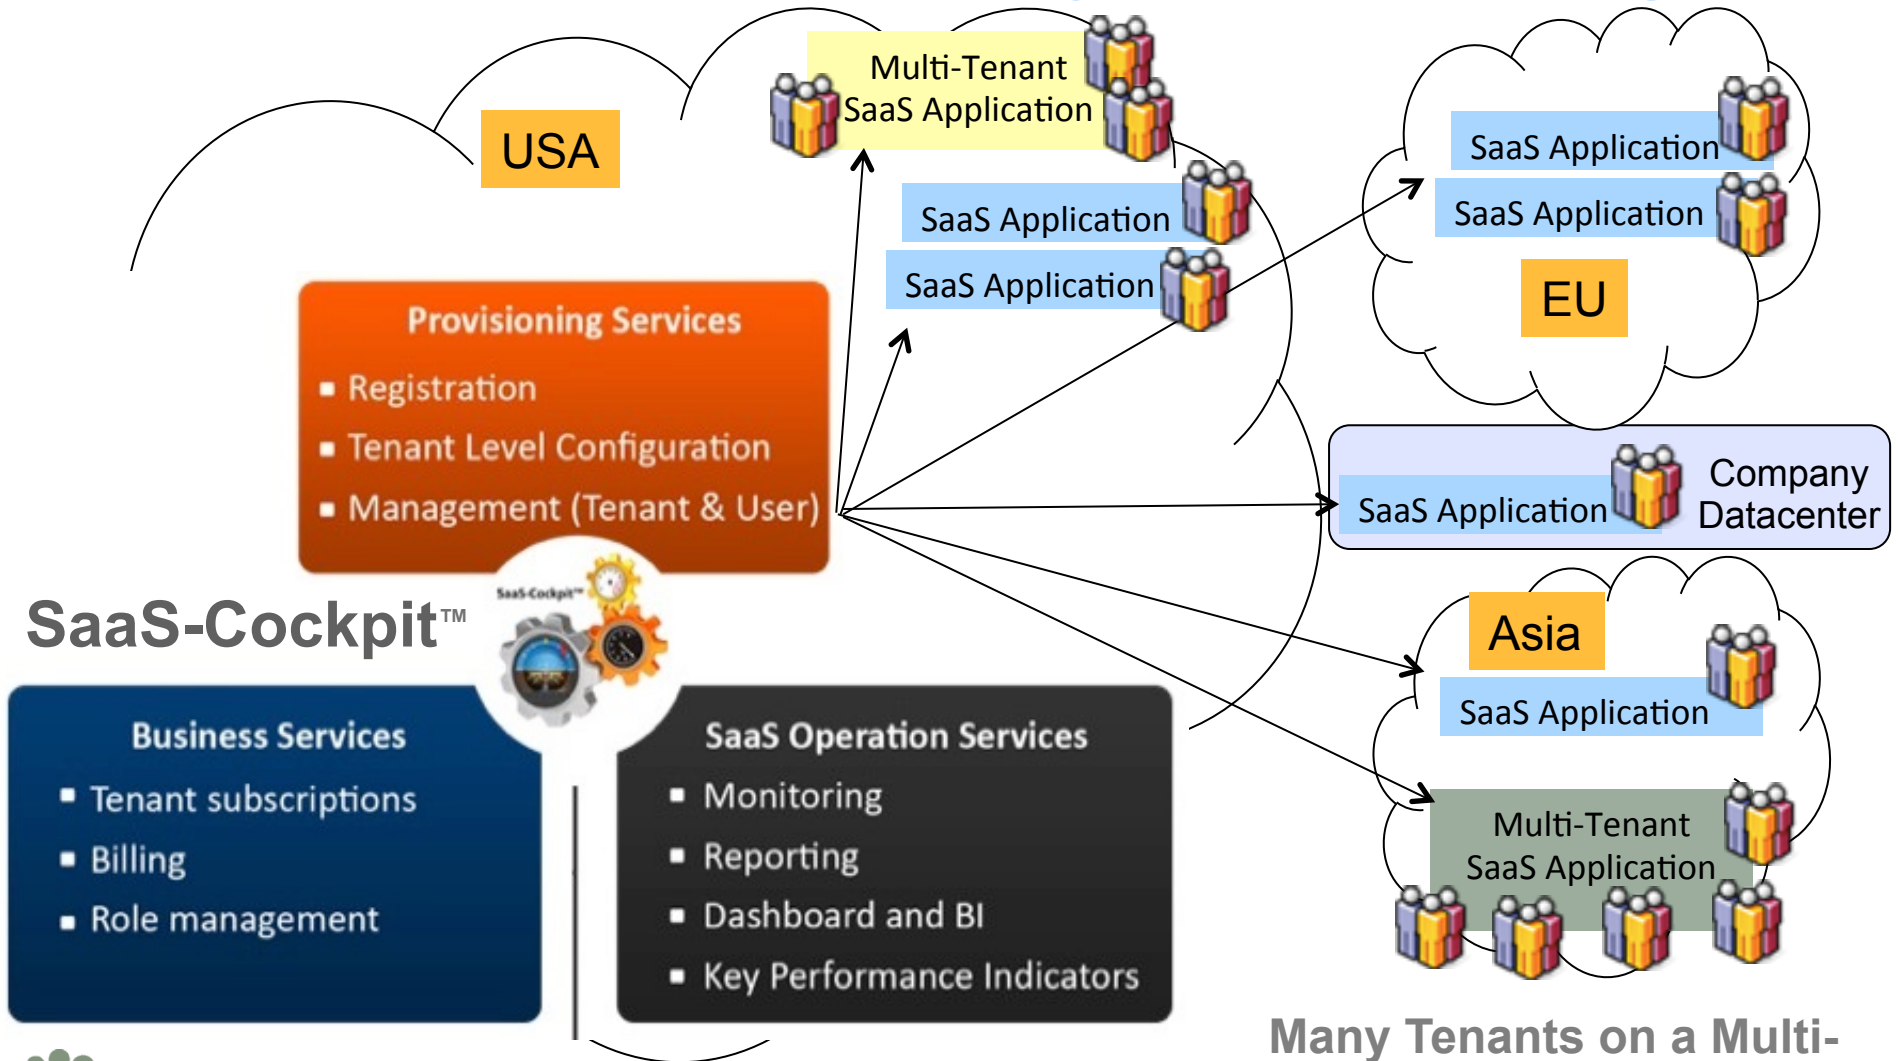 USA
Multi-Tenant
SaaS Application
SaaS Application
SaaS Application
SaaS Application
SaaS Application
EU
Provisioning Services
Registration
Tenant Level Configuration
Management (Tenant & User)
SaaS Application
Company
Datacenter
SaaS-Cockpit™
SaaS-Cockpit™
Asia
SaaS Application
Multi-Tenant
SaaS Application
Business Services
Tenant subscriptions
Billing
Role management
SaaS Operation Services
Monitoring
Reporting
Dashboard and BI
Key Performance Indicators
Many Tenants on a Multi-